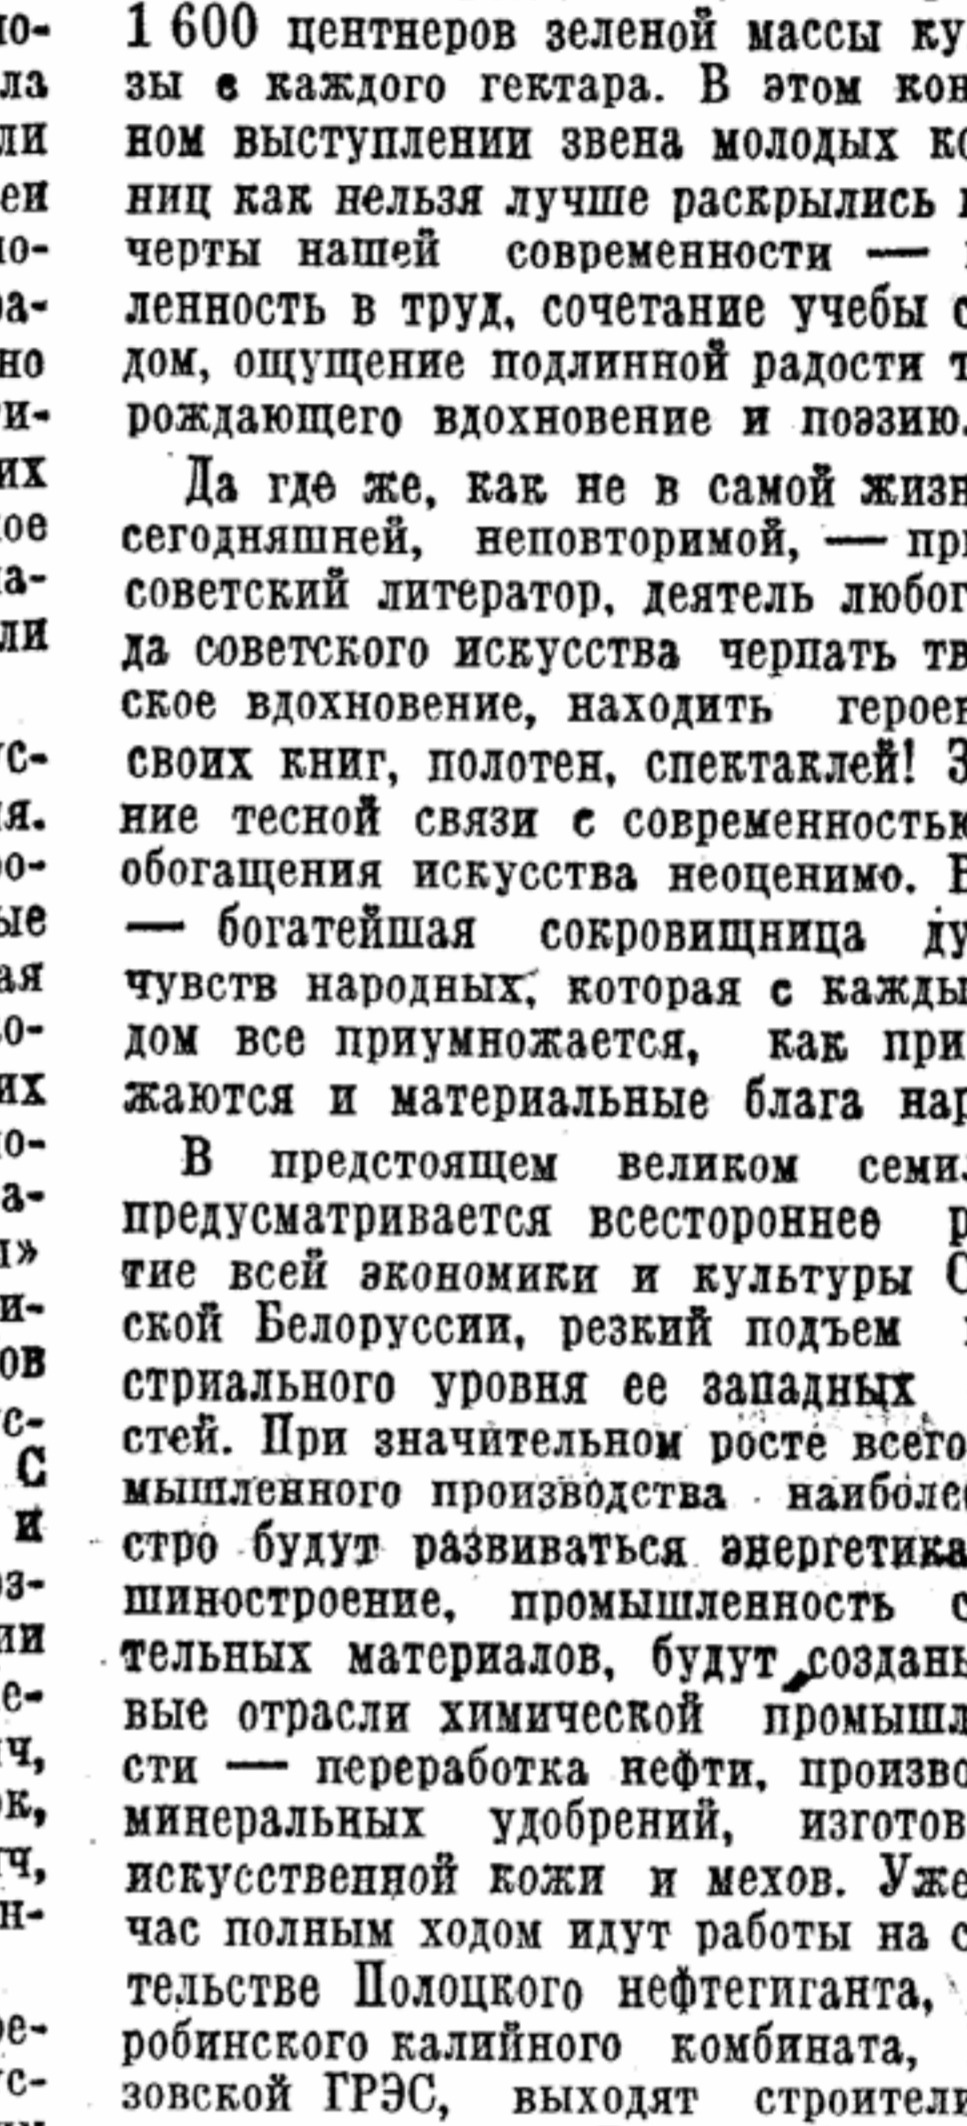 1 600 центнеров зеленой массы ку
зы с каждого гектара. В этом кон
ном выступлении звена молодых ко
ниц как нельзя лучше раскрылись
черты нашей современности —
ленность в труд, сочетание учебы с
дом, ощущение подлинной радости т
рождающего вдохновение и поэзию.
Да где же, как не в самой жизн
сегодняшней, неповторимой, — при
советский литератор, деятель любог
да советского искусства черпать тв
ское вдохновение, находить герое
своих книг, полотен, спектаклей! З
ние тесной связи с современностью
обогащения искусства неоценимо. В
— богатейшая сокровищница ду
чувств народных, которая с кажды
дом все приумножается, как при
жаются и материальные блага нар
В предстоящем великом семил
предусматривается всестороннее р
тие всей экономики и культуры С
ской Белоруссии, резкий подъем
стриального уровня ее западных
стей. При значительном росте всего
мышленного производства наиболе
стро будут развиваться энергетика
шиностроение, промышленность с
тельных материалов, будут созданы
вые отрасли химической промышл
сти — переработка нефти, произво
минеральных удобрений, изготов
искусственной кожи и мехов. Уже
час полным ходом идут работы на с
тельстве Полоцкого нефтегиганта,
робинского калийного комбината,
зовской ГРЭС, выходят строители